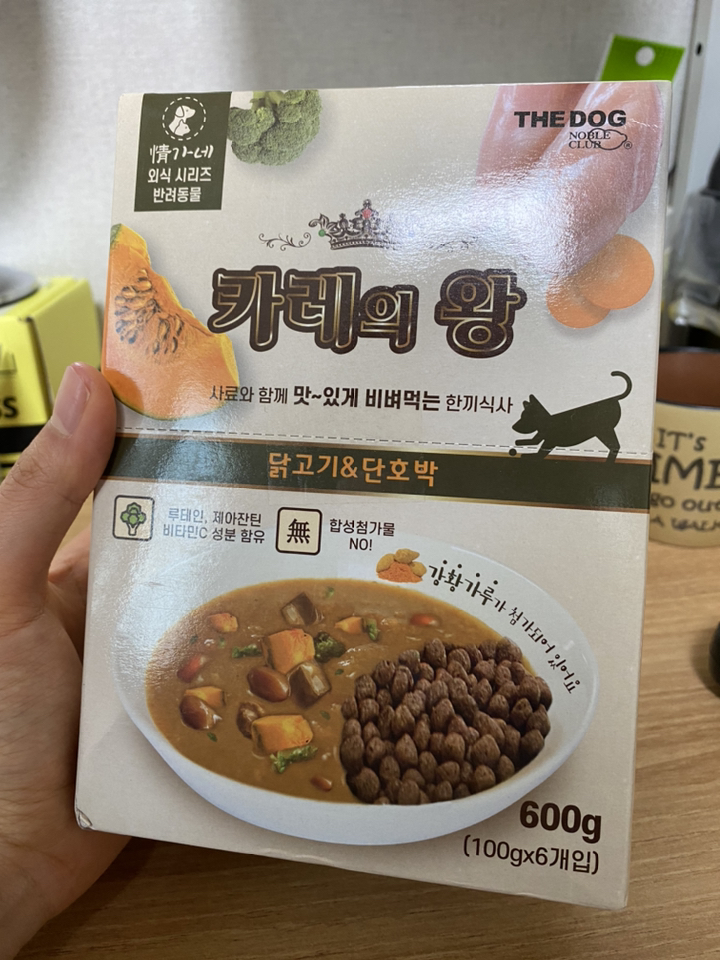 情가네
외식 시리즈
반려동물
THE DOG
NOBLE
CLUB®
카레의 왕
사료와 함께 맛~있게 비벼먹는 한끼식사
닭고기&단호박
루테인, 제아잔틴
비타민C 성분 함유
無
합성첨가물
NO!
강황가루가 첨가되어 있어요
600g
(100gx6개입)
IT'S
GO OUT
A WALK